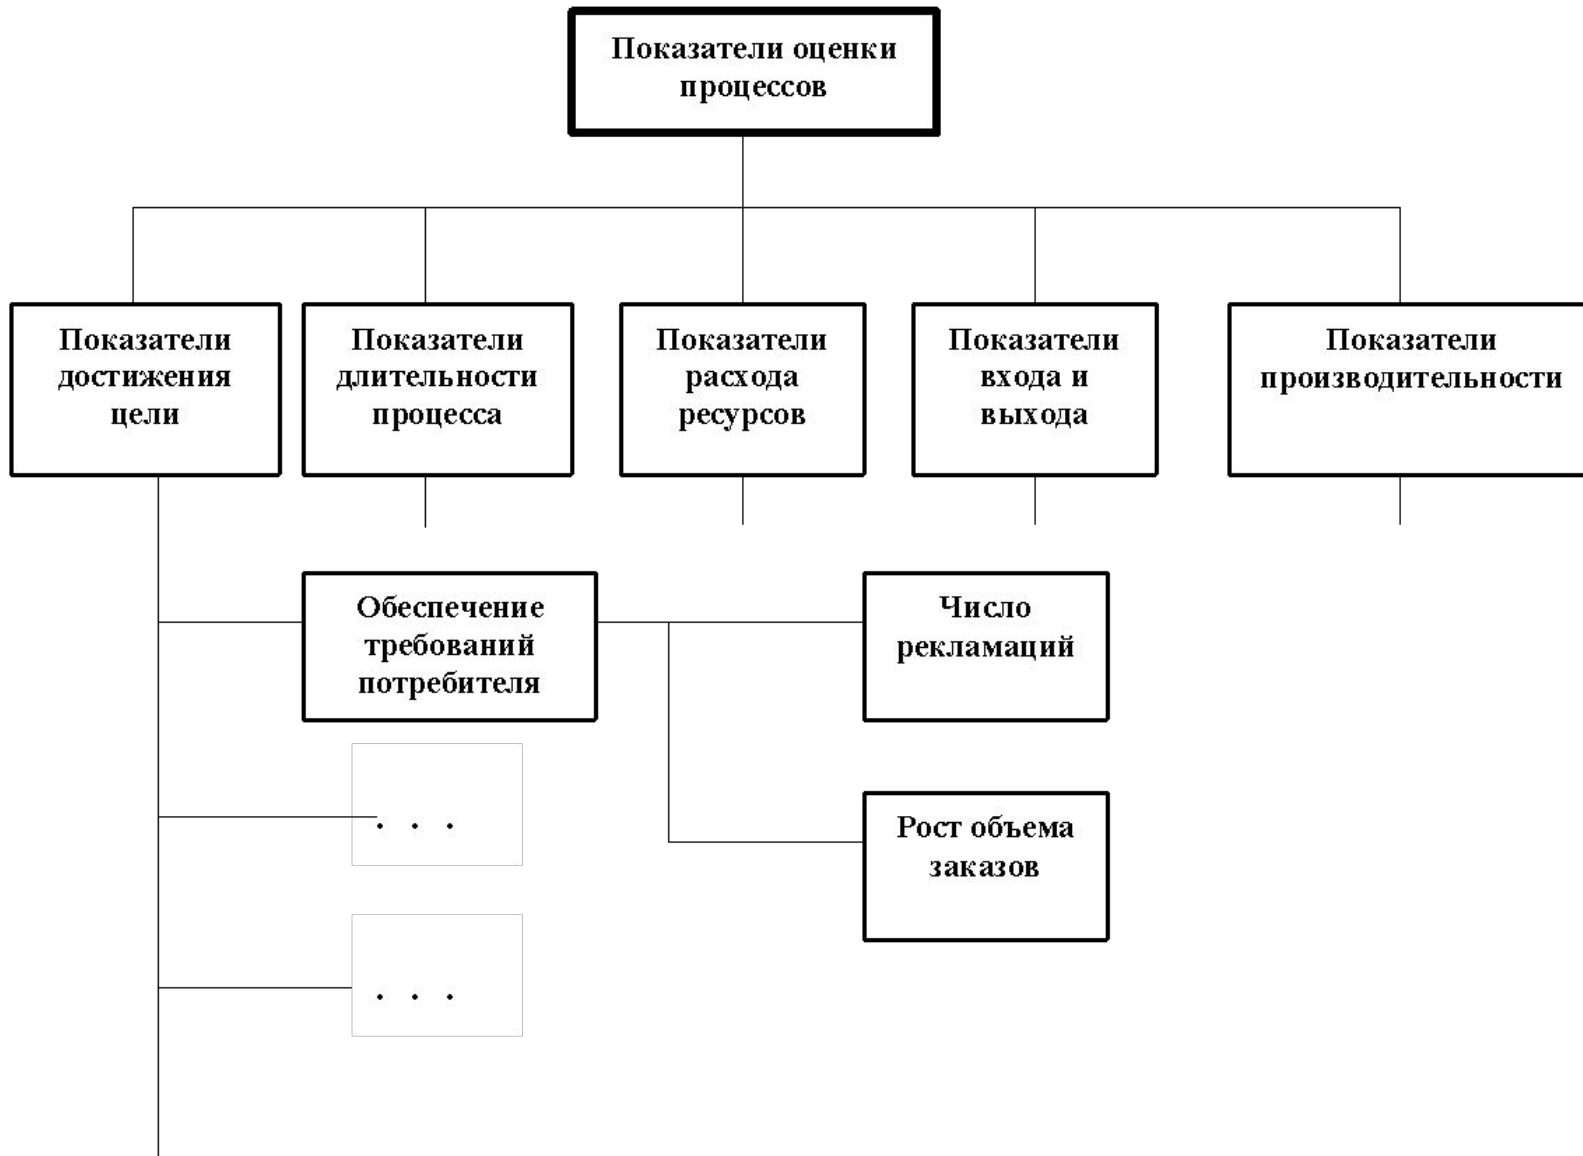 Показатели оценки
процессов
Показатели
достижения
цели
Показатели
длительности
процесса
Показатели
расхода
ресурсов
Показатели
входа и
выхода
Показатели
производительности
Обеспечение
требований
потребителя
Число
рекламаций
. . .
Рост объема
заказов
. . .